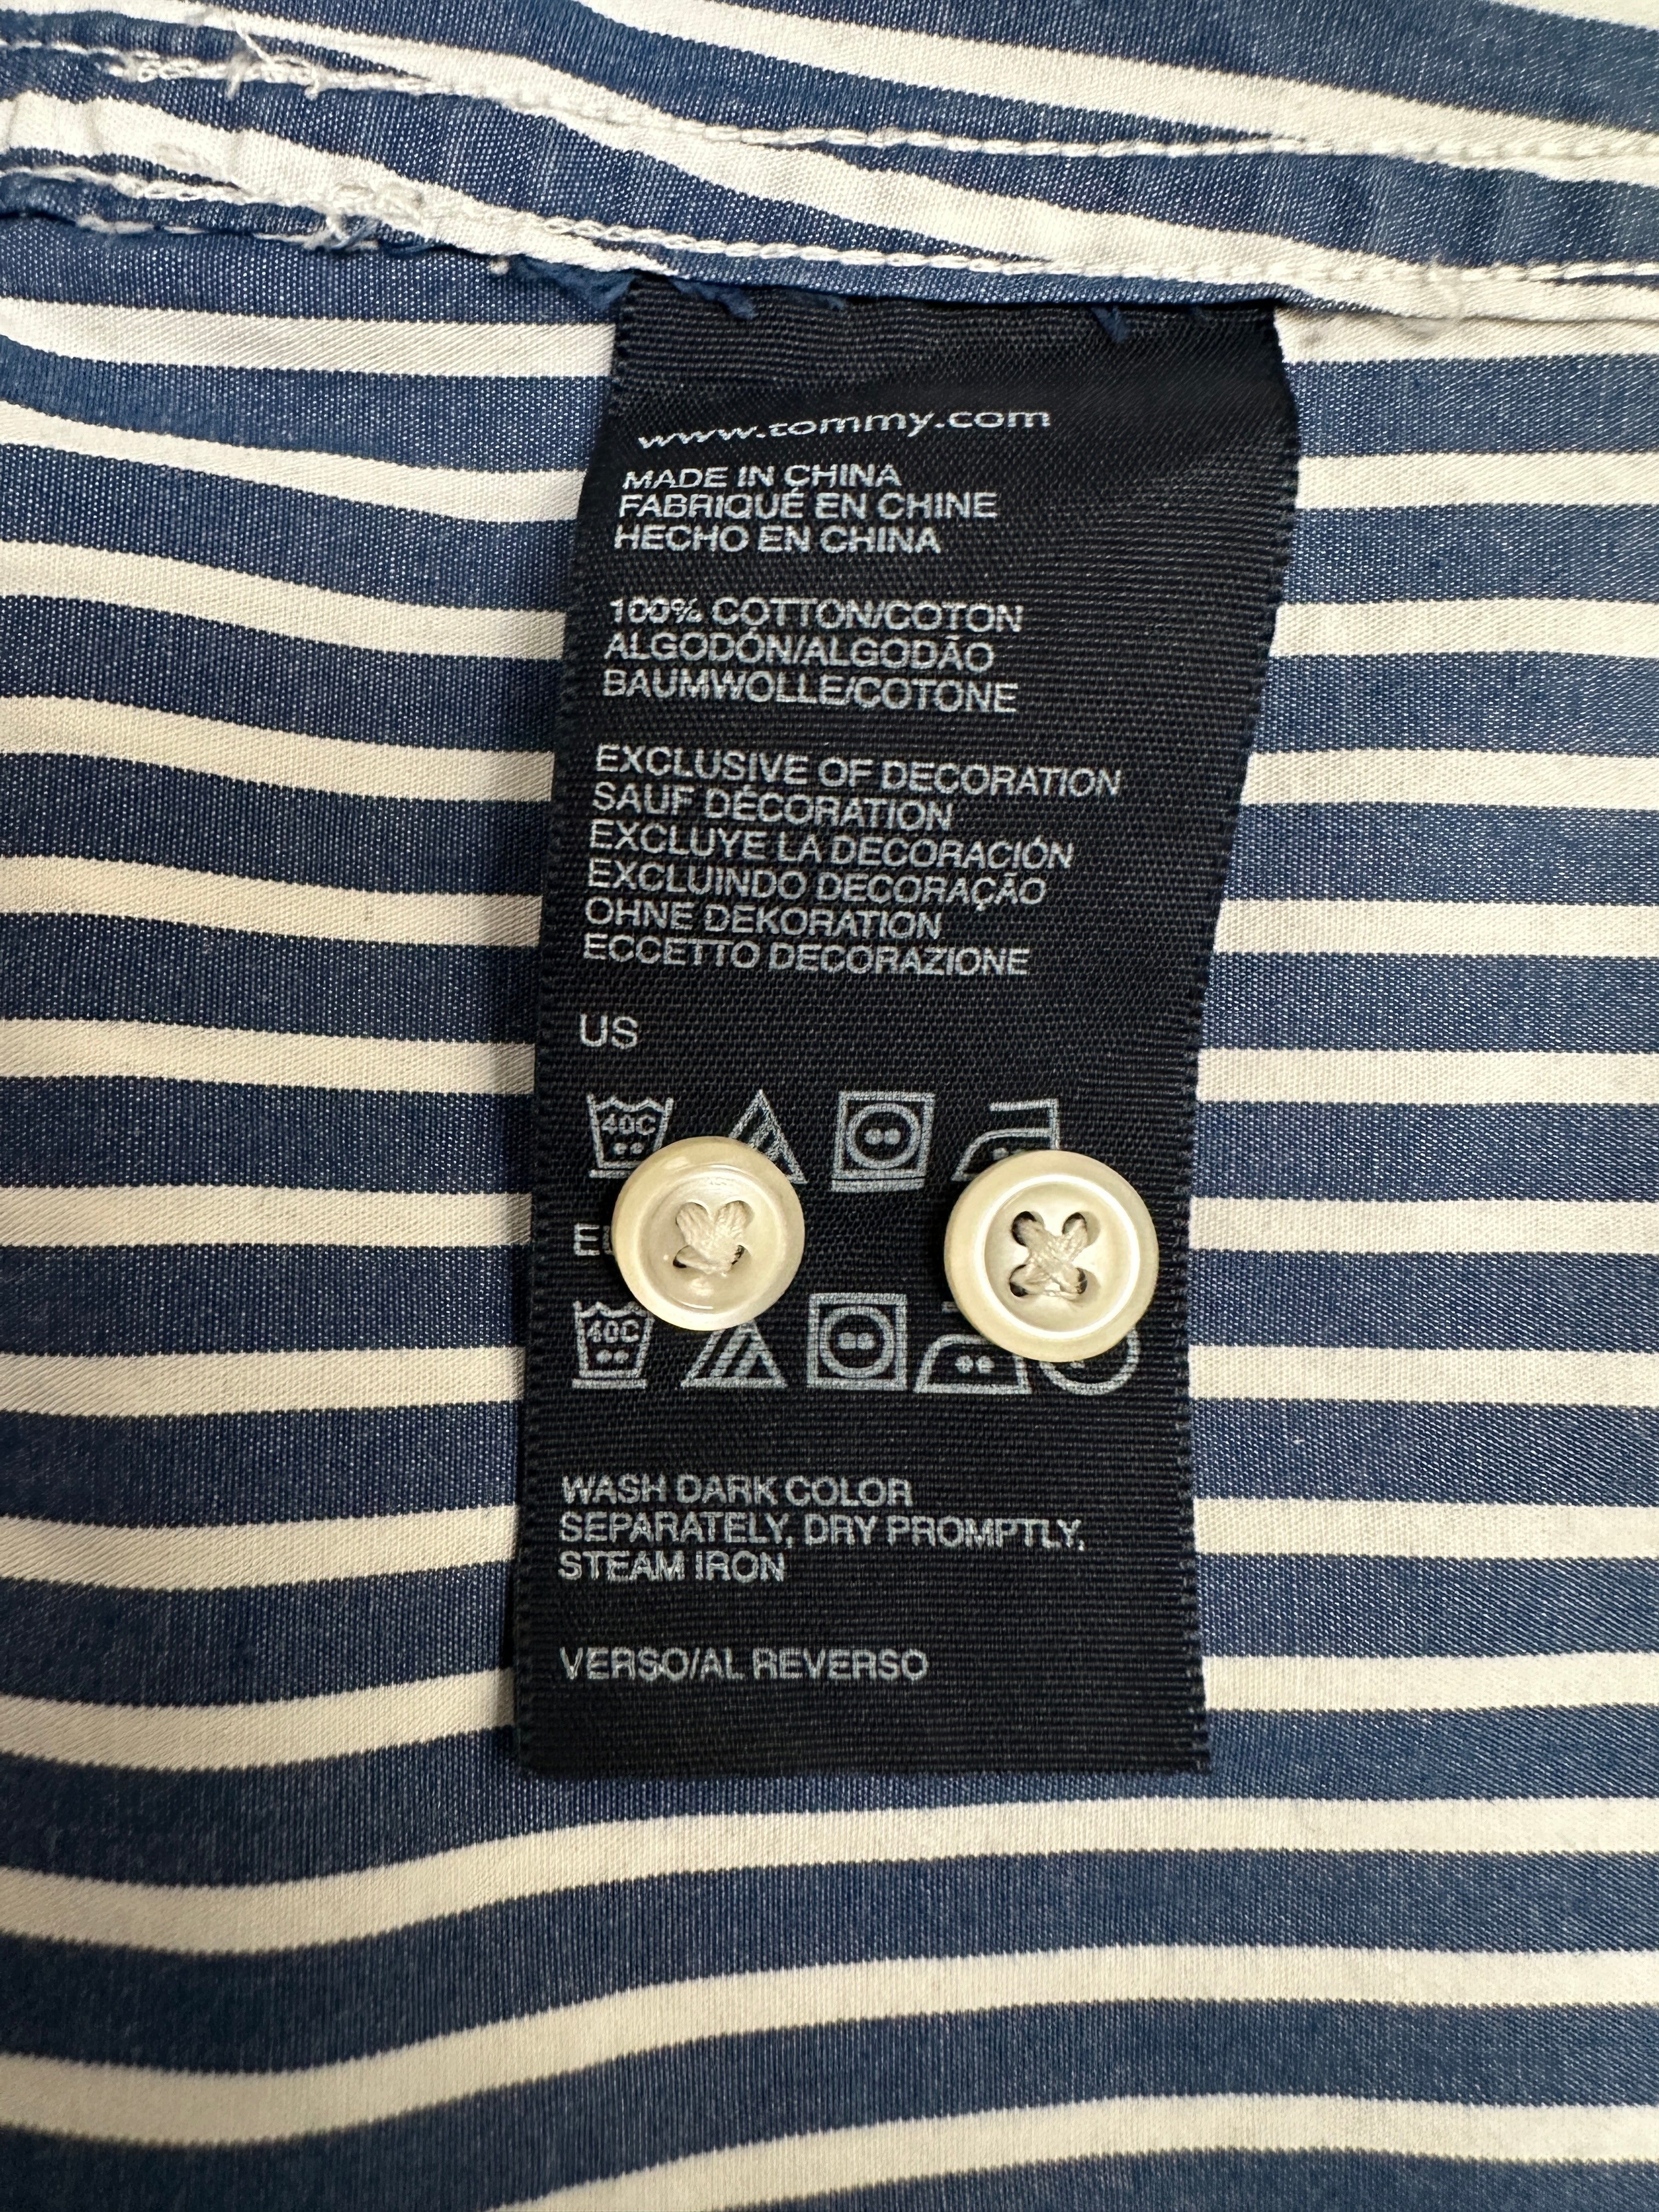 www.tommy.com
MADE IN CHINA
FABRIQUÉ EN CHINE
HECHO EN CHINA
100% COTTON/COTON
ALGODÓN/ALGODÃO
BAUMWOLLE/COTONE
EXCLUSIVE OF DECORATION
SAUF DÉCORATION
EXCLUYE LA DECORACIÓN
EXCLUINDO DECORAÇÃO
OHNE DEKORATION
ECCETTO DECORAZIONE
US
40C
40C
WASH DARK COLOR
SEPARATELY, DRY PROMPTLY,
STEAM IRON
VERSO/AL REVERSO